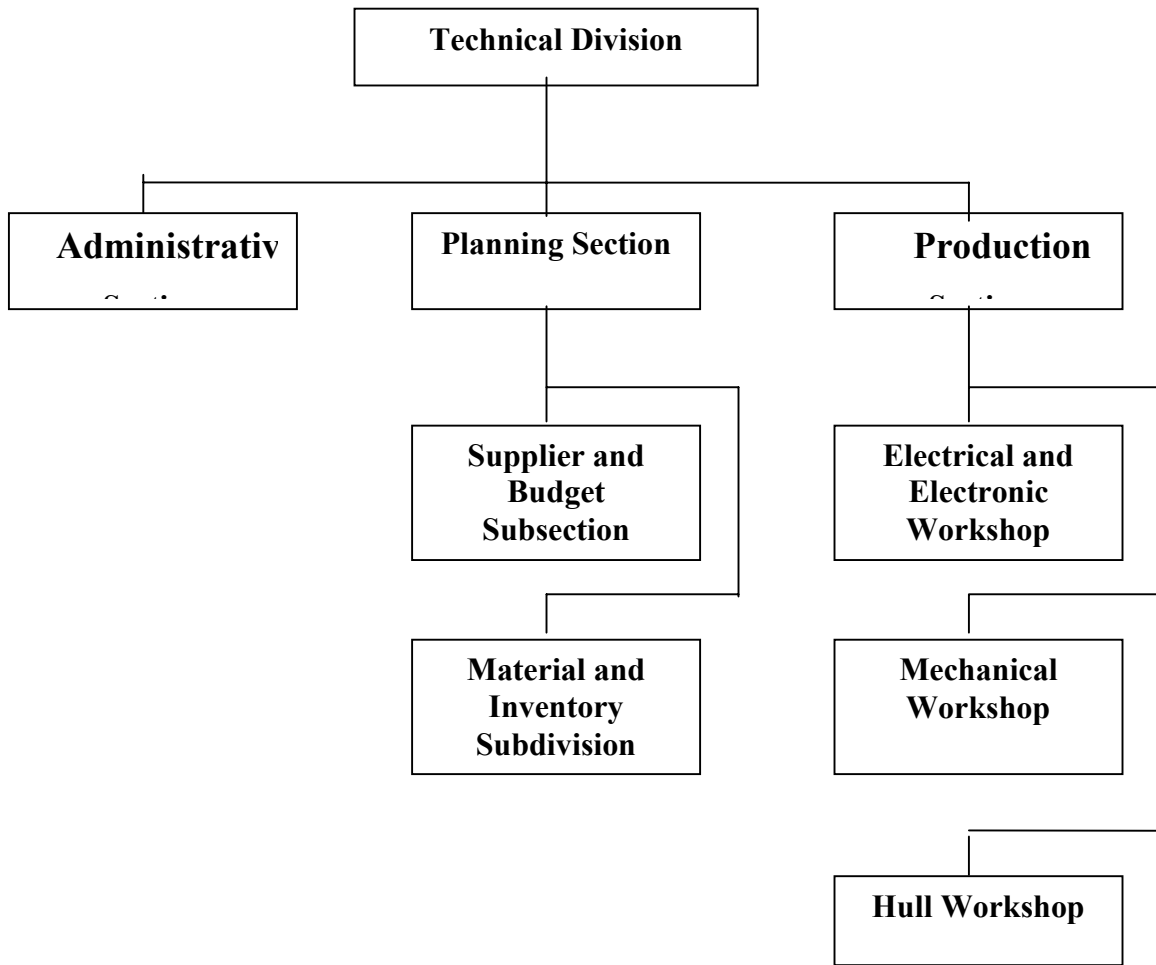 Technical Division
Administrativ
Planning Section
Production
Supplier and
Budget
Subsection
Electrical and
Electronic
Workshop
Material and
Inventory
Subdivision
Mechanical
Workshop
Hull Workshop